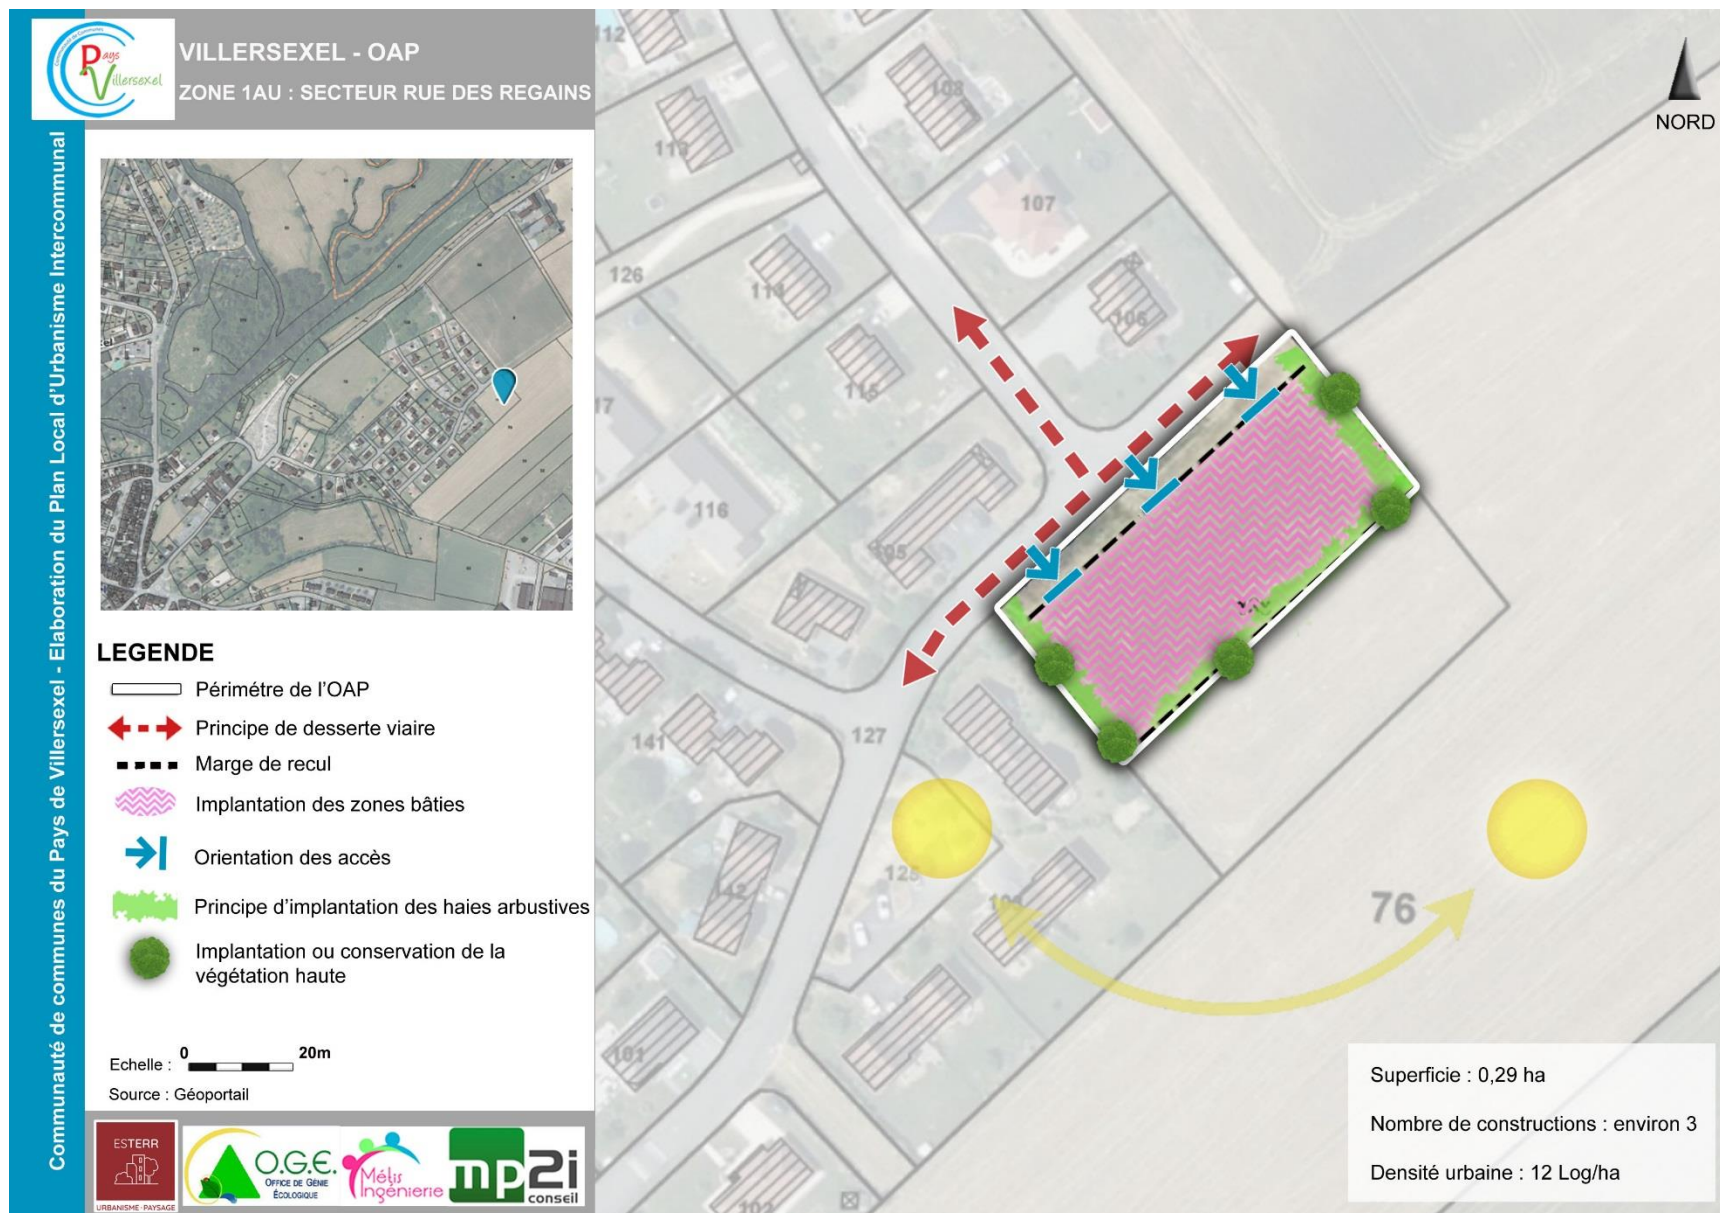 Communauté de communes du Pays de Villersexel - Elaboration du Plan Local d'Urbanisme Intercommunal
Pays
Villersexel
VILLERSEXEL - OAP
ZONE 1AU : SECTEUR RUE DES REGAINS
LEGENDE
Périmétre de l'OAP
Principe de desserte viaire
Marge de recul
Implantation des zones bâties
Orientation des accès
Principe d'implantation des haies arbustives
Implantation ou conservation de la
végétation haute
Echelle :
0
20m
Source : Géoportail
ESTERR
URBANISME - PAYSAGE
O.G.E.
OFFICE DE GÉNIE
ÉCOLOGIQUE
Mélis
Ingénierie
mp2i
conseil
NORD
112
108
113
107
126
114
106
115
17
116
105
141
127
142
125
76
101
102
Superficie : 0,29 ha
Nombre de constructions : environ 3
Densité urbaine : 12 Log/ha